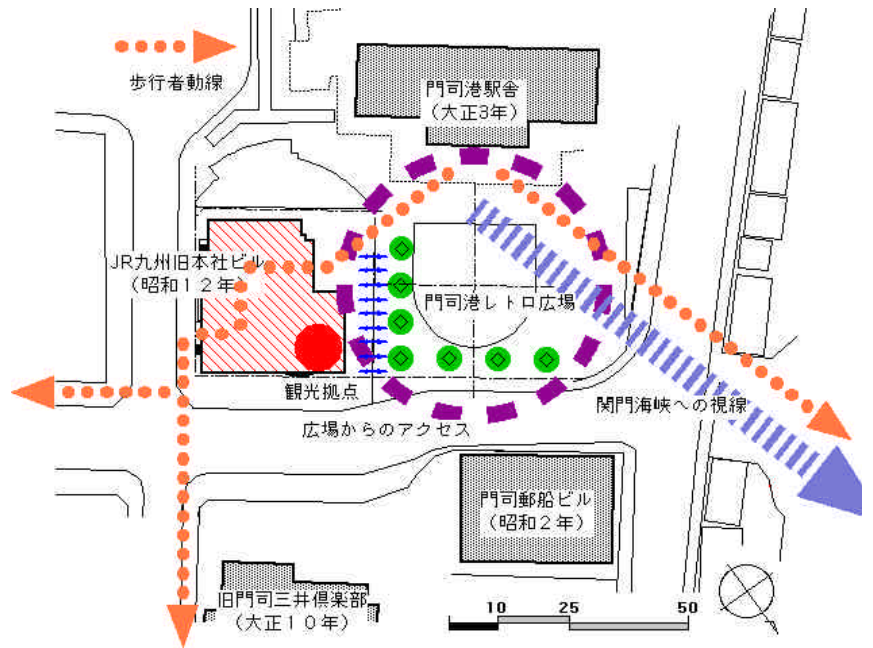 歩行者動線
門司港駅舎
(大正3年)
JR九州旧本社ビル
(昭和12年)
門司港レトロ広場
観光拠点
関門海峡への視線
広場からのアクセス
門司郵船ビル
(昭和2年)
旧門司三井倶楽部
(大正10年)
10 25 50